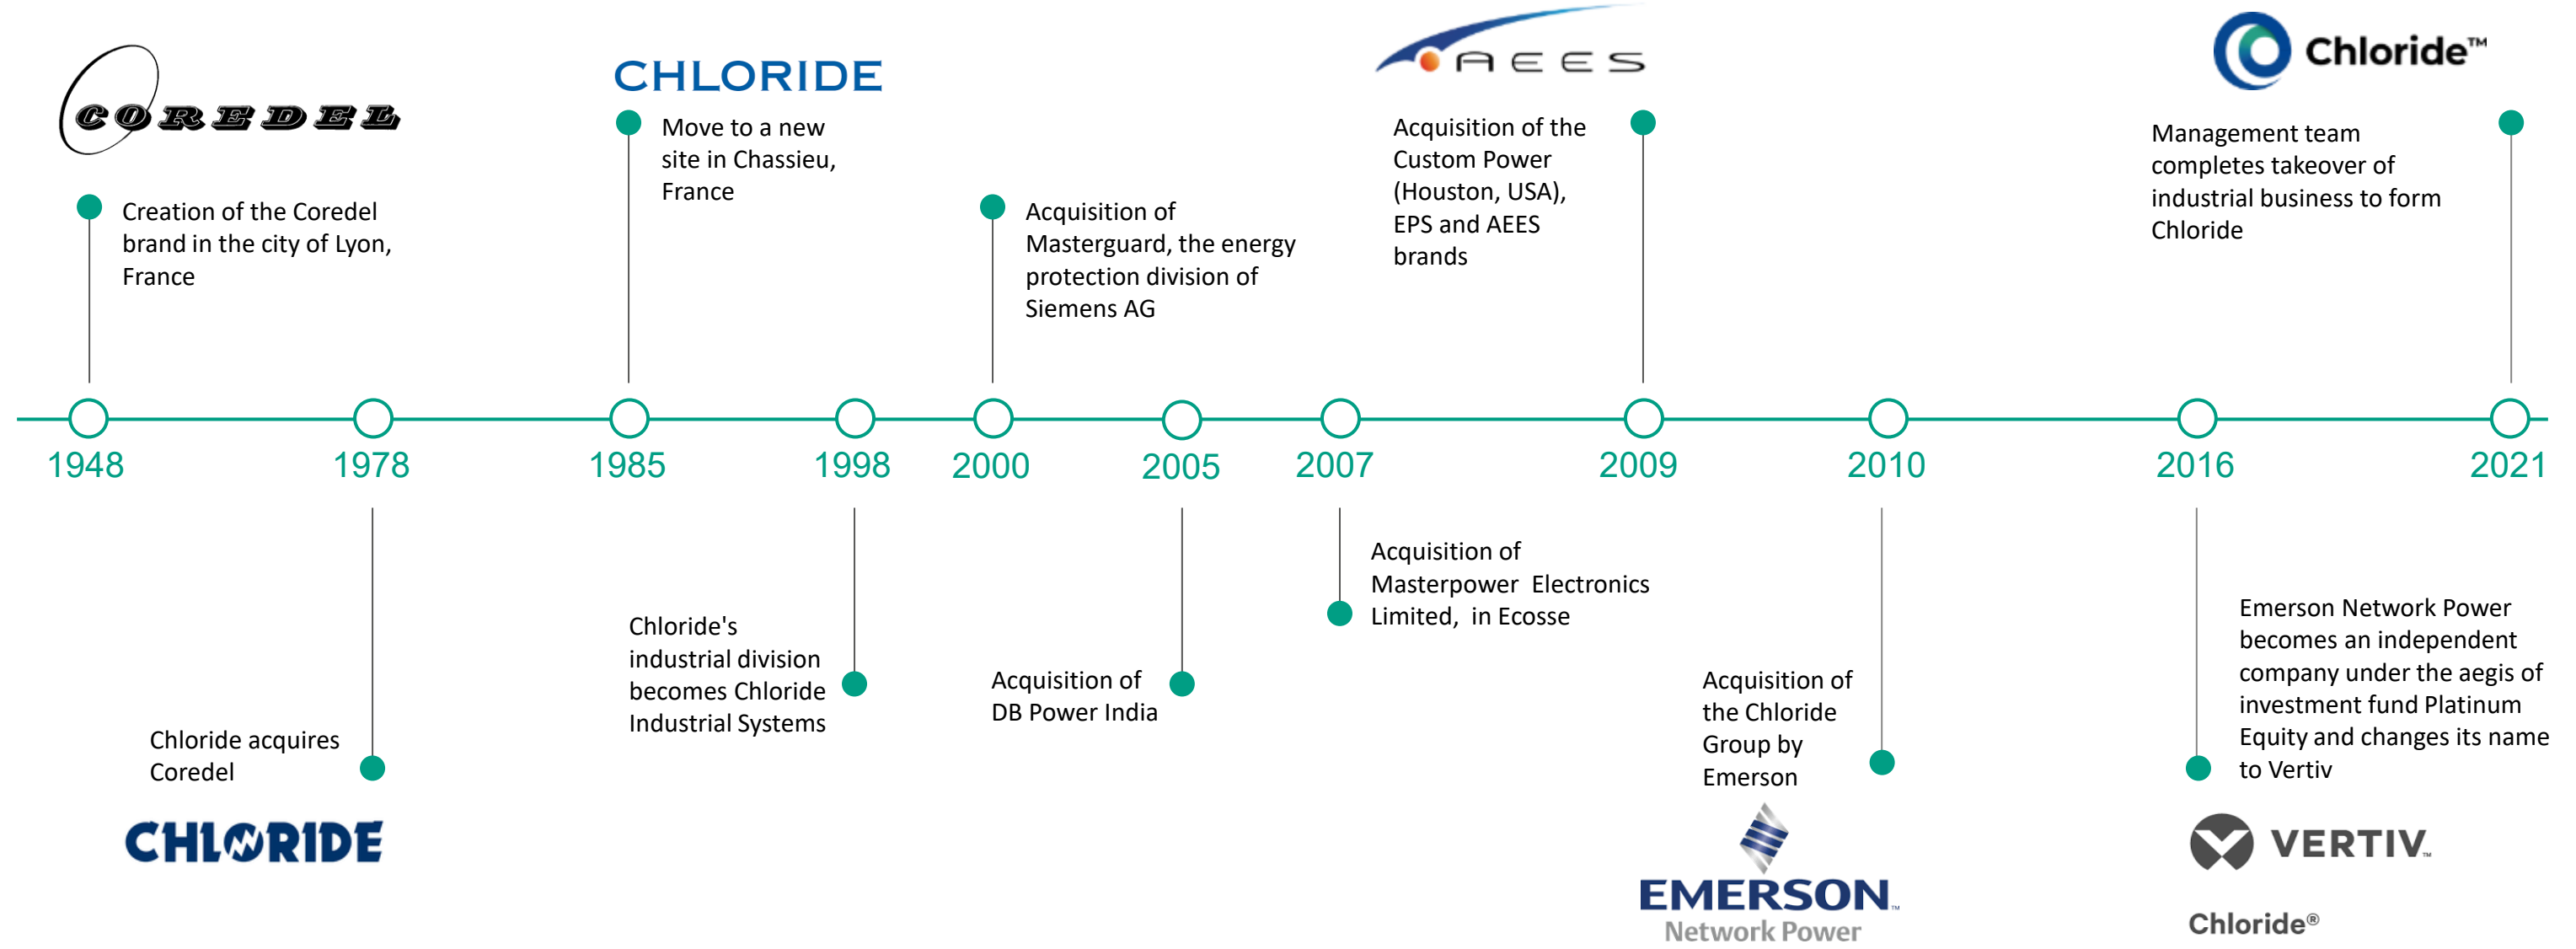 COREDEL
Creation of the Coredel
brand in the city of Lyon,
France
CHLORIDE
Move to a new
site in Chassieu,
France
Acquisition of
Masterguard, the energy
protection division of
Siemens AG
AEES
Acquisition of the
Custom Power
(Houston, USA),
EPS and AEES
brands
Chloride™
Management team
completes takeover of
industrial business to form
Chloride
1948
1978
1985
1998
2000
2005
2007
2009
2010
2016
2021
Chloride acquires
Coredel
CHLORIDE
Chloride's
industrial division
becomes Chloride
Industrial Systems
Acquisition of
DB Power India
Acquisition of
Masterpower Electronics
Limited, in Ecosse
Acquisition of
the Chloride
Group by
Emerson
EMERSON™
Network Power
Emerson Network Power
becomes an independent
company under the aegis of
investment fund Platinum
Equity and changes its name
to Vertiv
VERTIV™
Chloride®